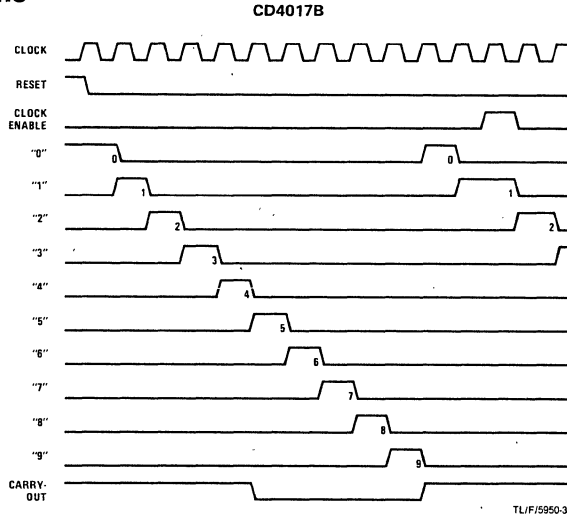 CD4017B
CLOCK
RESET
CLOCK
ENABLE
"0"
0
0
"1"
1
1
"2"
2
2
"3"
3
"4"
4
"5"
5
"6"
6
"7"
7
"8"
8
"9"
9
CARRY-
OUT
TL/F/5950-3